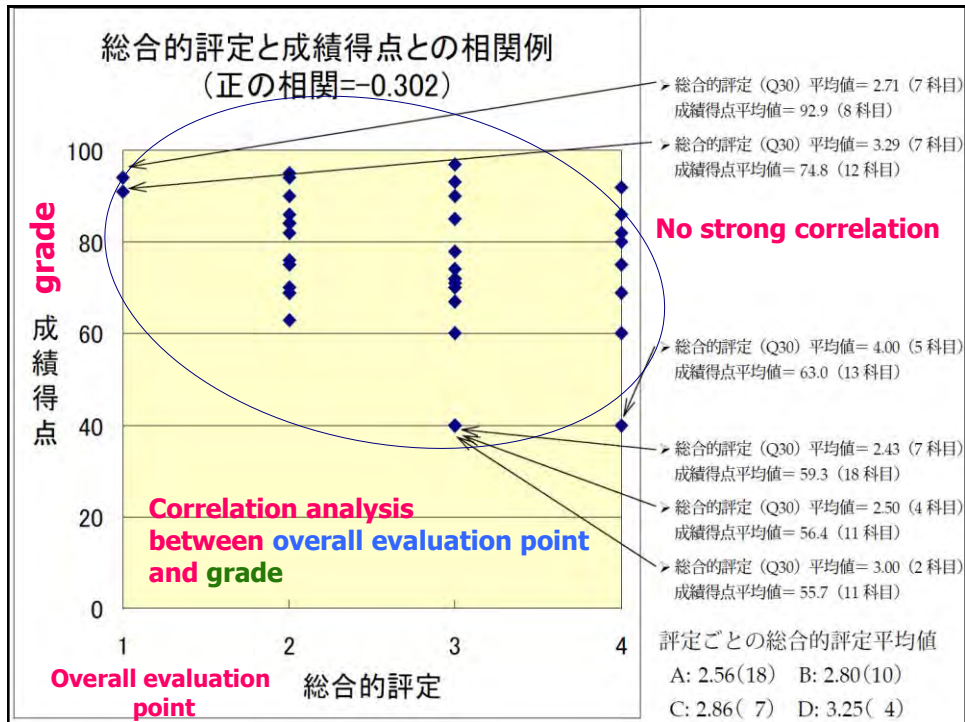 総合的評定と成績得点との相関例
(正の相関=-0.302)
➢ 総合的評定（Q30）平均値＝ 2.71（7 科目）
成績得点平均値＝ 92.9（8 科目）
➢ 総合的評定（Q30）平均値＝ 3.29（7 科目）
成績得点平均値＝ 74.8（12 科目）
100
80
60
40
20
0
grade
成績得点
No strong correlation
➢ 総合的評定（Q30）平均値＝ 4.00（5 科目）
成績得点平均値＝ 63.0（13 科目）
➢ 総合的評定（Q30）平均値＝ 2.43（7 科目）
成績得点平均値＝ 59.3（18 科目）
➢ 総合的評定（Q30）平均値＝ 2.50（4 科目）
成績得点平均値＝ 56.4（11 科目）
➢ 総合的評定（Q30）平均値＝ 3.00（2 科目）
成績得点平均値＝ 55.7（11 科目）
Correlation analysis
between overall evaluation point
and grade
1 2 3 4
Overall evaluation
point
総合的評定
評定ごとの総合的評定平均値
A: 2.56(18) B: 2.80(10)
C: 2.86( 7) D: 3.25( 4)